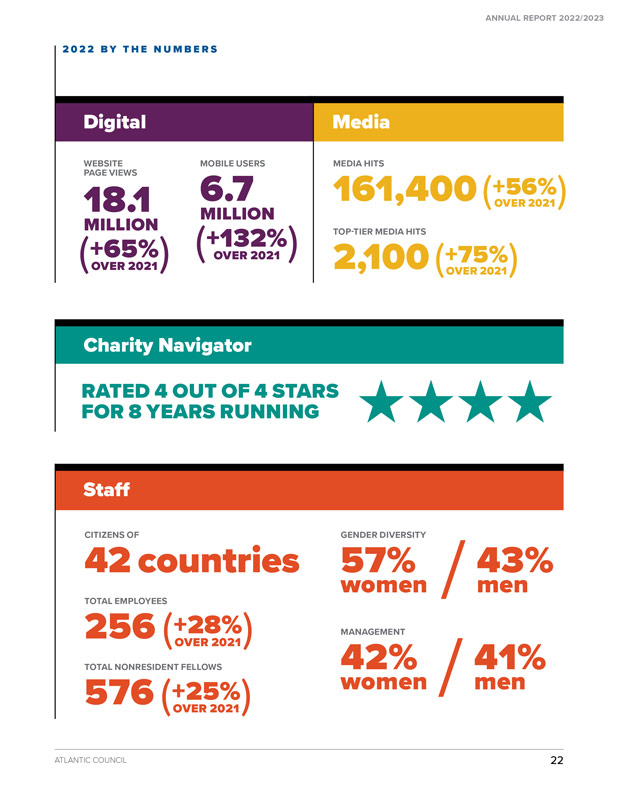 ANNUAL REPORT 2022/2023
2022 BY THE NUMBERS
Digital
WEBSITE
PAGE VIEWS
18.1
MILLION
(+65%
OVER 2021)
MOBILE USERS
6.7
MILLION
(+132%
OVER 2021)
Media
MEDIA HITS
161,400 (+56%
OVER 2021)
TOP-TIER MEDIA HITS
2,100 (+75%
OVER 2021)
Charity Navigator
RATED 4 OUT OF 4 STARS
FOR 8 YEARS RUNNING
Staff
CITIZENS OF
42 countries
TOTAL EMPLOYEES
256 (+28%
OVER 2021)
TOTAL NONRESIDENT FELLOWS
576 (+25%
OVER 2021)
GENDER DIVERSITY
57% / 43%
women men
MANAGEMENT
42% / 41%
women men
ATLANTIC COUNCIL 22